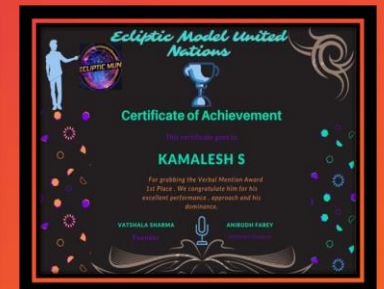 Ecliptic Model United
Nations
ECLIPTIC MUN
Certificate of Achievement
This certificate goes to
KAMALESH S
For grabbing the Verbal Mention Award
1st Place . We congratulate him for his
excellent performance , approach and his
dominance.
VATSHALA SHARMA
ANIRUDH FAREY
Founder